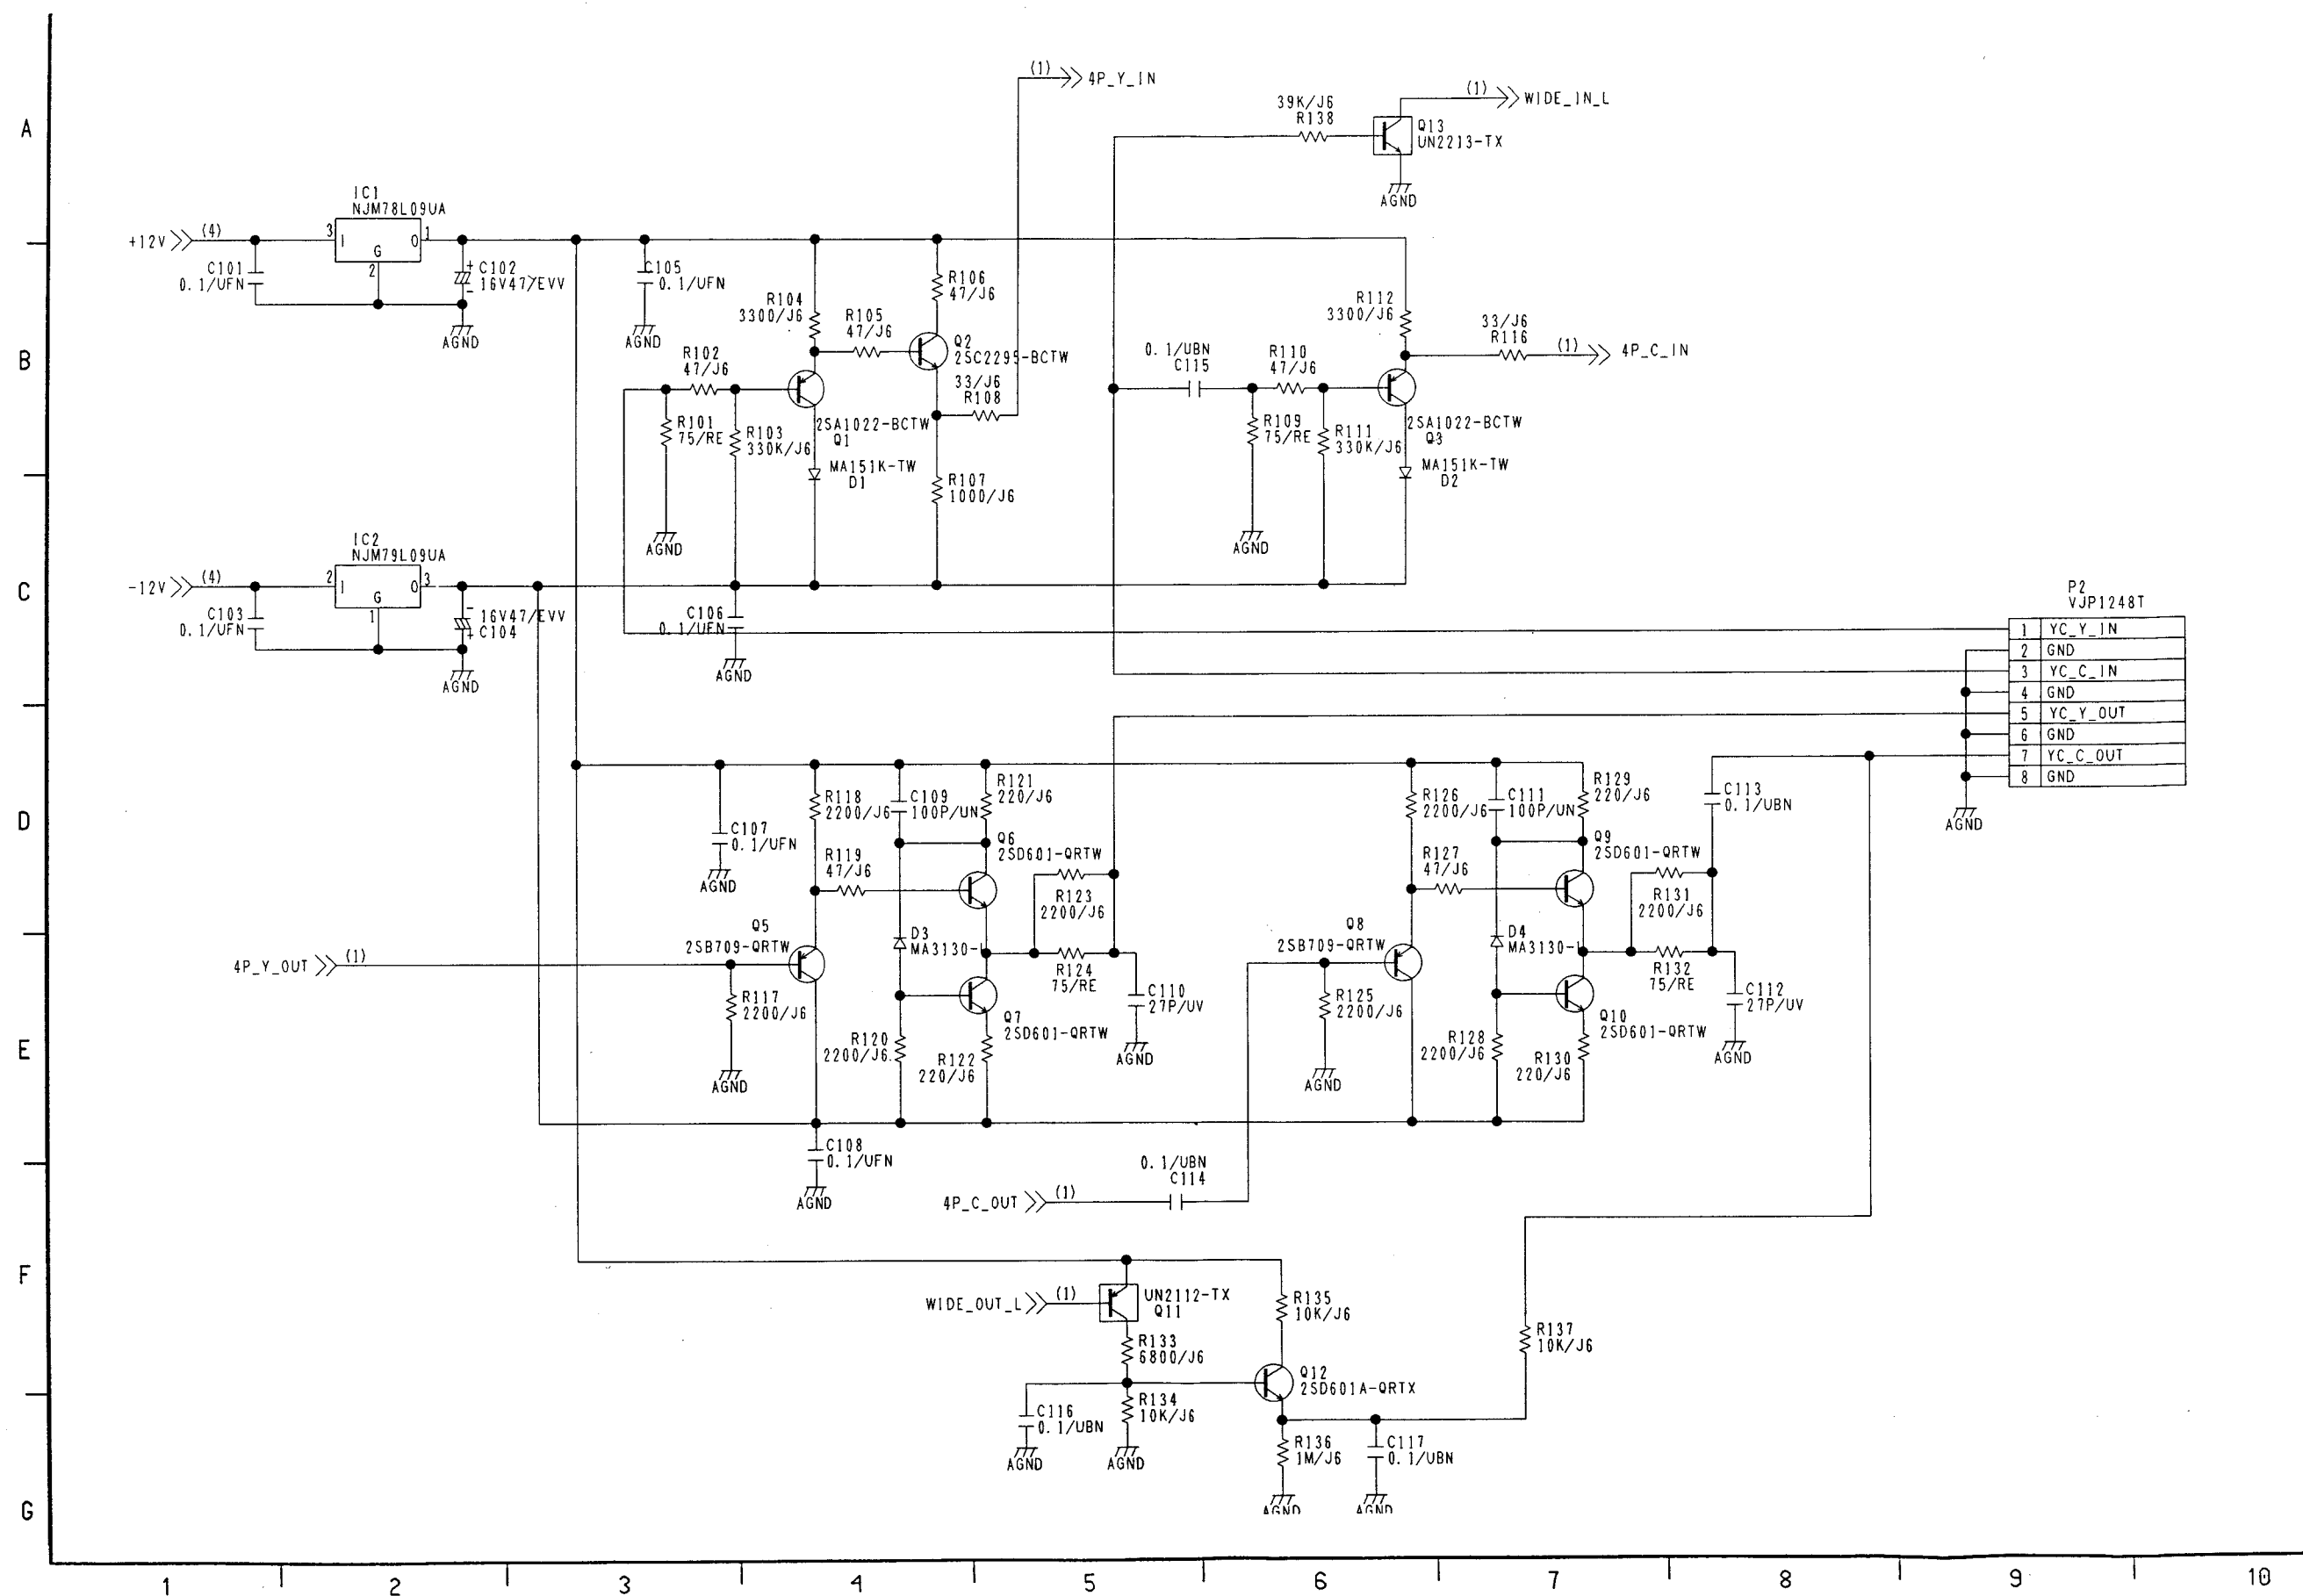 A
B
C
D
E
F
G
1
2
3
4
5
6
7
8
9
10
(1)
4P_Y_IN
39K/J6
R138
(1)
WIDE_IN_L
Q13
UN2213-TX
AGND
IC1
NJM78L09UA
+12V
(4)
3
I
G
O
1
2
C101
0.1/UFN
+
C102
16V47/EVV
-
AGND
C105
0.1/UFN
AGND
R104
3300/J6
R105
47/J6
R106
47/J6
Q2
2SC2295-BCTW
R102
47/J6
33/J6
R108
R101
75/RE
R103
330K/J6
2SA1022-BCTW
Q1
MA151K-TW
D1
R107
1000/J6
AGND
0.1/UBN
C115
R110
47/J6
R112
3300/J6
33/J6
R116
(1)
4P_C_IN
R109
75/RE
R111
330K/J6
2SA1022-BCTW
Q3
MA151K-TW
D2
AGND
IC2
NJM79L09UA
-12V
(4)
2
I
G
O
3
1
C103
0.1/UFN
-
16V47/EVV
C104
+
AGND
C106
0.1/UFN
AGND
P2
VJP1248T
1 YC_Y_IN
2 GND
3 YC_C_IN
4 GND
5 YC_Y_OUT
6 GND
7 YC_C_OUT
8 GND
AGND
C107
0.1/UFN
AGND
R118
2200/J6
C109
100P/UN
R121
220/J6
Q6
2SD601-QRTW
R119
47/J6
R123
2200/J6
Q5
2SB709-QRTW
D3
MA3130-
4P_Y_OUT
(1)
R117
2200/J6
AGND
R124
75/RE
C110
27P/UV
AGND
Q7
2SD601-QRTW
R120
2200/J6
R122
220/J6
C108
0.1/UFN
AGND
R126
2200/J6
C111
100P/UN
R129
220/J6
C113
0.1/UBN
Q9
2SD601-QRTW
R127
47/J6
R131
2200/J6
Q8
2SB709-QRTW
D4
MA3130-
R125
2200/J6
AGND
R132
75/RE
C112
27P/UV
AGND
Q10
2SD601-QRTW
R128
2200/J6
R130
220/J6
0.1/UBN
C114
4P_C_OUT
(1)
WIDE_OUT_L
(1)
UN2112-TX
Q11
R135
10K/J6
R133
6800/J6
R137
10K/J6
Q12
2SD601A-QRTX
C116
0.1/UBN
AGND
R134
10K/J6
AGND
R136
1M/J6
AGND
C117
0.1/UBN
AGND